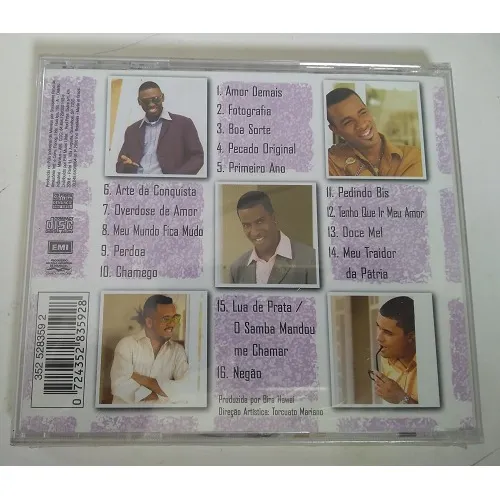 1. Amor Demais
2. Fotografia
3. Boa Sorte
4. Pecado Original
5. Primeiro Ano
6. Arte da Conquista
7. Overdose de Amor
8. Meu Mundo Fica Mudo
9. Perdoa
10. Chamego
11. Pedindo Bis
12. Tenho Que Ir Meu Amor
13. Doce Mel
14. Meu Traidor
da Pátria
15. Lua de Prata /
O Samba Mandou
me Chamar
16. Negão
Produzido por Bira Hawaí
Direção Artística: Torcuato Mariano
EMI
352 528359 2
0 724352 835928